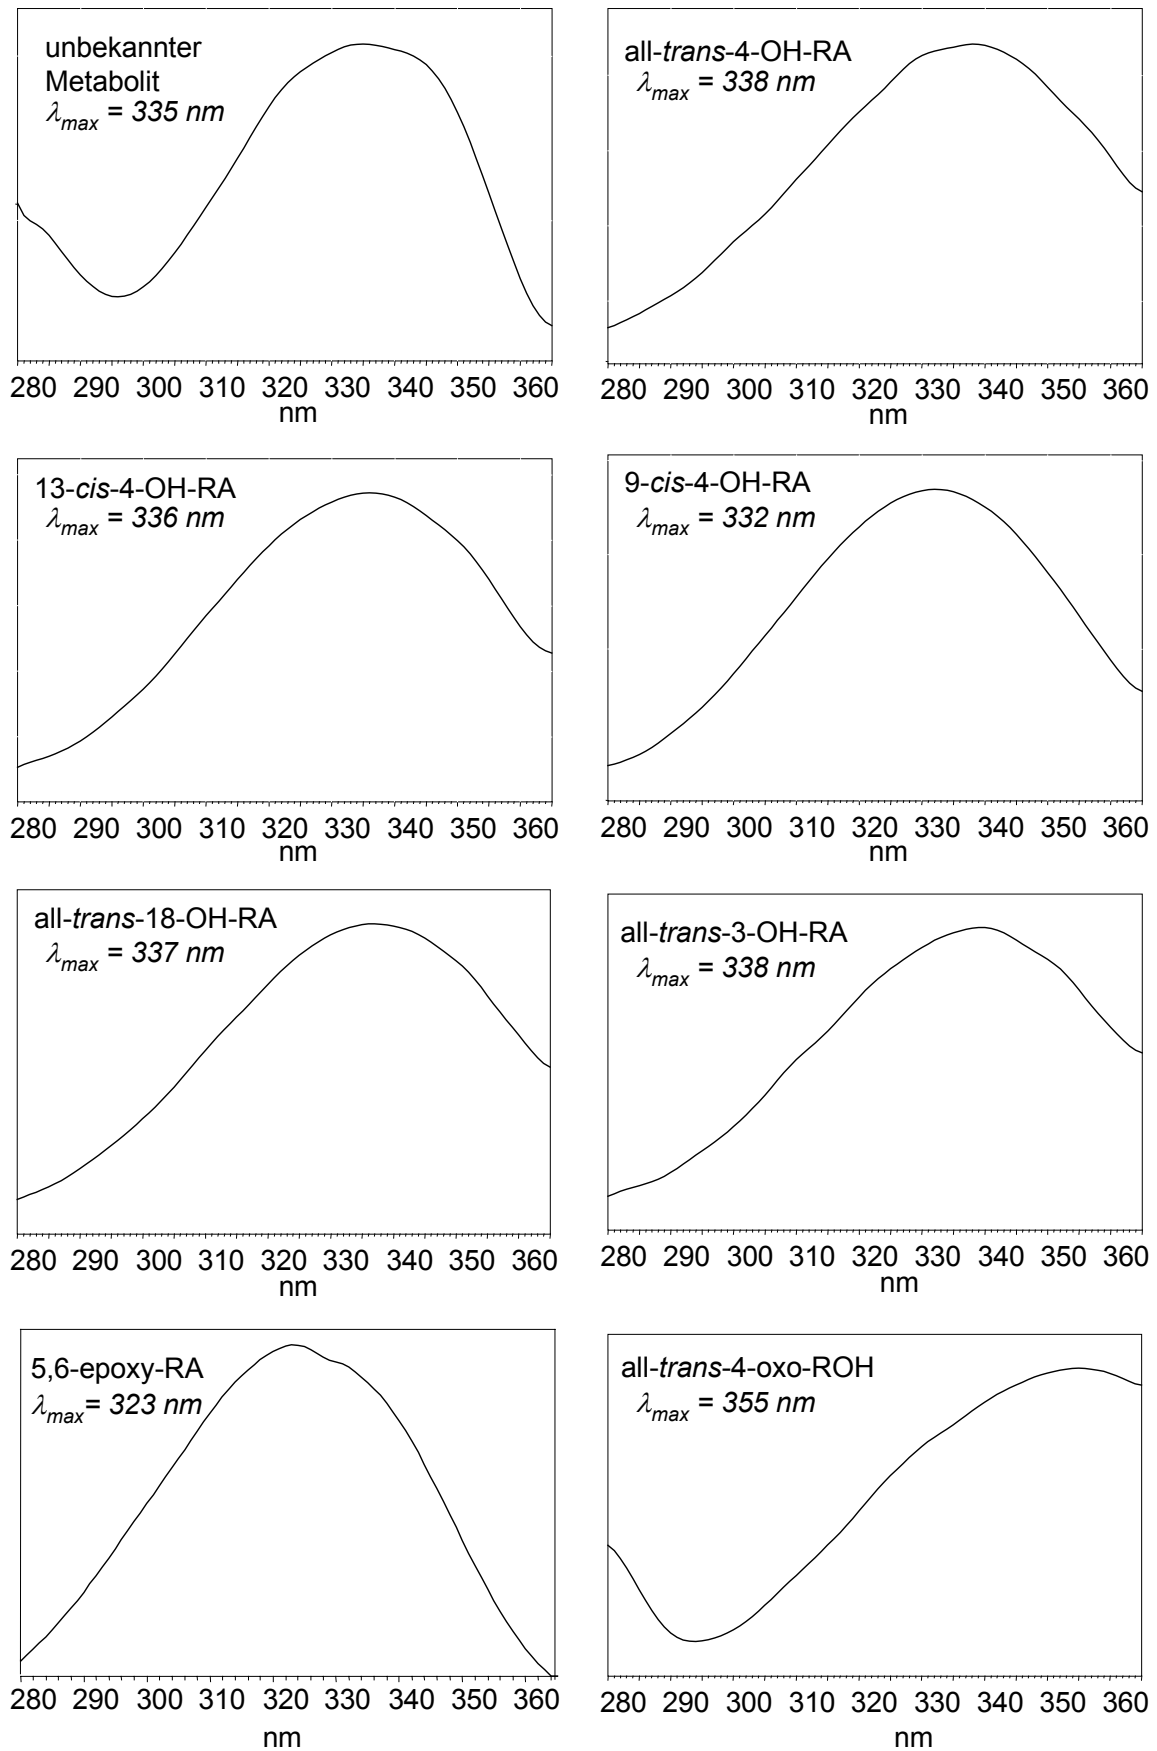 unbekannter
Metabolit
λmax = 335 nm
280 290 300 310 320 330 340 350 360
nm
all-trans-4-OH-RA
λmax = 338 nm
280 290 300 310 320 330 340 350 360
nm
13-cis-4-OH-RA
λmax = 336 nm
280 290 300 310 320 330 340 350 360
nm
9-cis-4-OH-RA
λmax = 332 nm
280 290 300 310 320 330 340 350 360
nm
all-trans-18-OH-RA
λmax = 337 nm
280 290 300 310 320 330 340 350 360
nm
all-trans-3-OH-RA
λmax = 338 nm
280 290 300 310 320 330 340 350 360
nm
5,6-epoxy-RA
λmax= 323 nm
280 290 300 310 320 330 340 350 360
nm
all-trans-4-oxo-ROH
λmax = 355 nm
280 290 300 310 320 330 340 350 360
nm